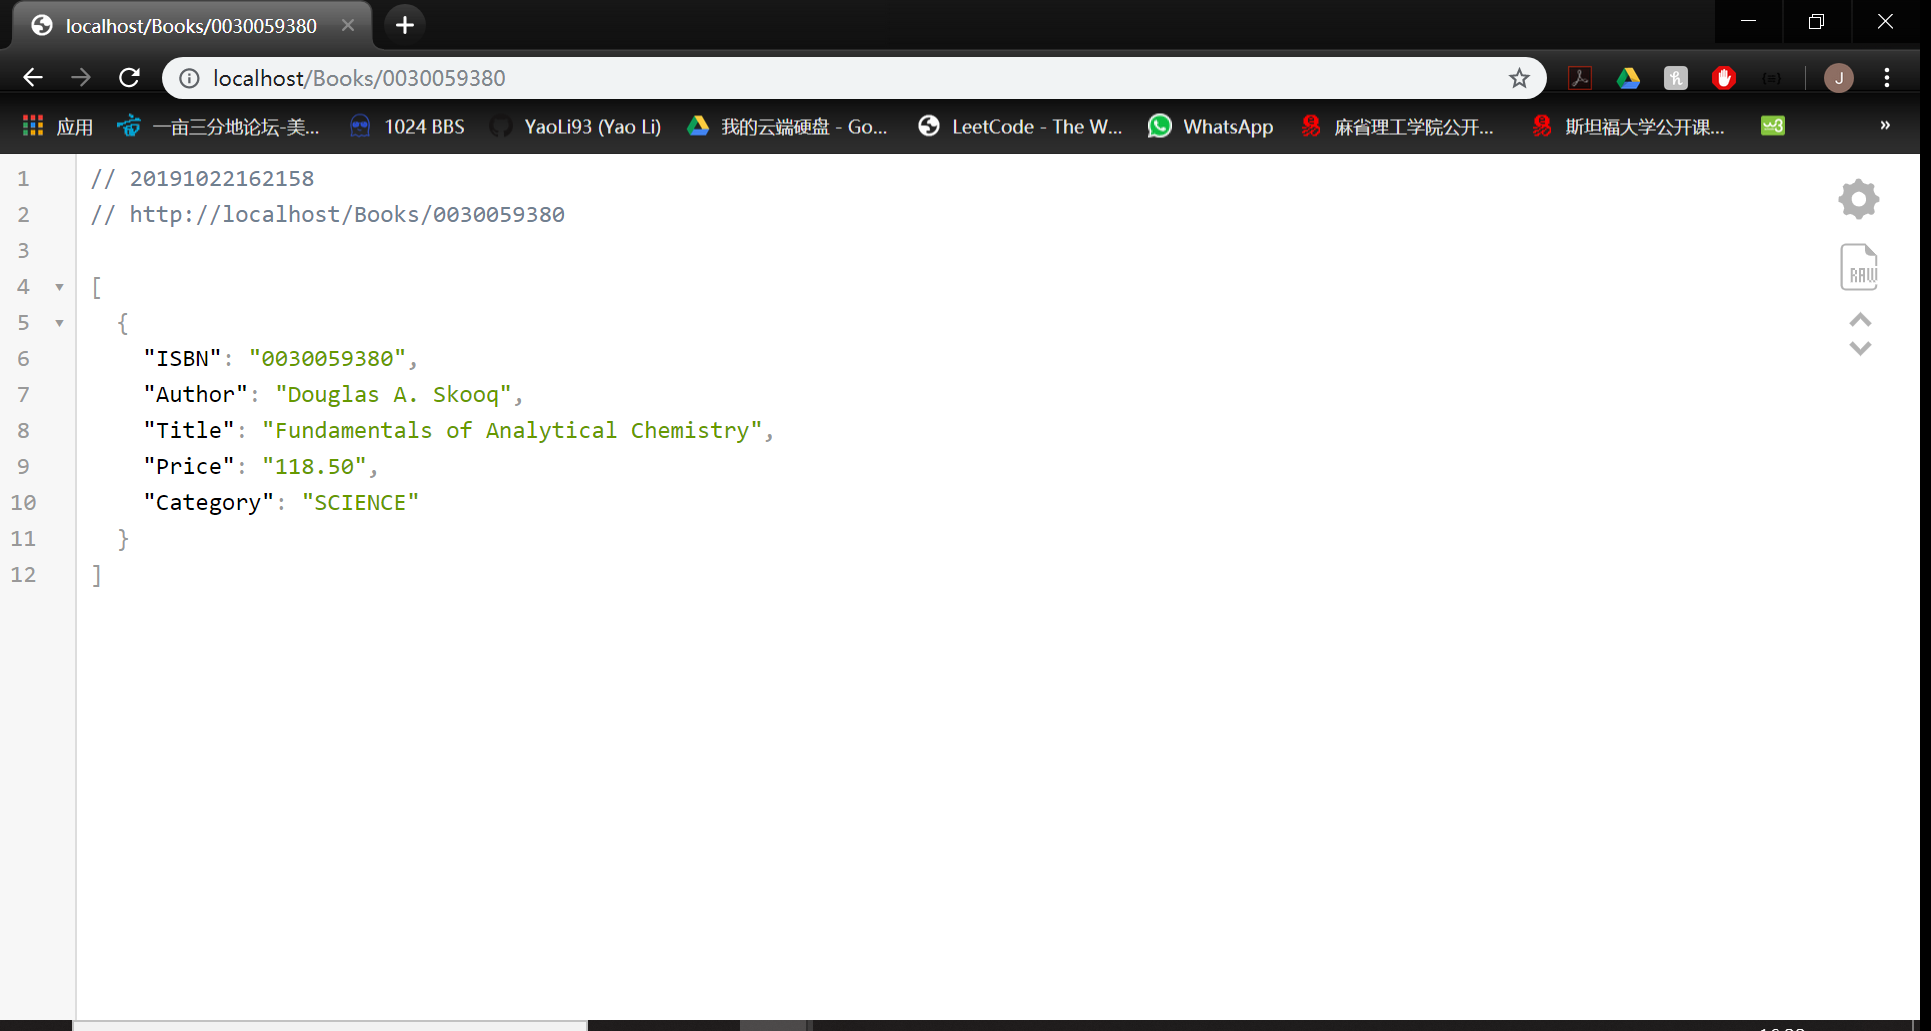 localhost/Books/0030059380
localhost/Books/0030059380
J
应用
一亩三分地论坛-美...
1024 BBS
YaoLi93 (Yao Li)
我的云端硬盘 - Go...
LeetCode - The W...
WhatsApp
麻省理工学院公开...
斯坦福大学公开课...
w3
»
1 // 20191022162158
2 // http://localhost/Books/0030059380
3
4 [
5 {
6 "ISBN": "0030059380",
7 "Author": "Douglas A. Skooq",
8 "Title": "Fundamentals of Analytical Chemistry",
9 "Price": "118.50",
10 "Category": "SCIENCE"
11 }
12 ]
RAW